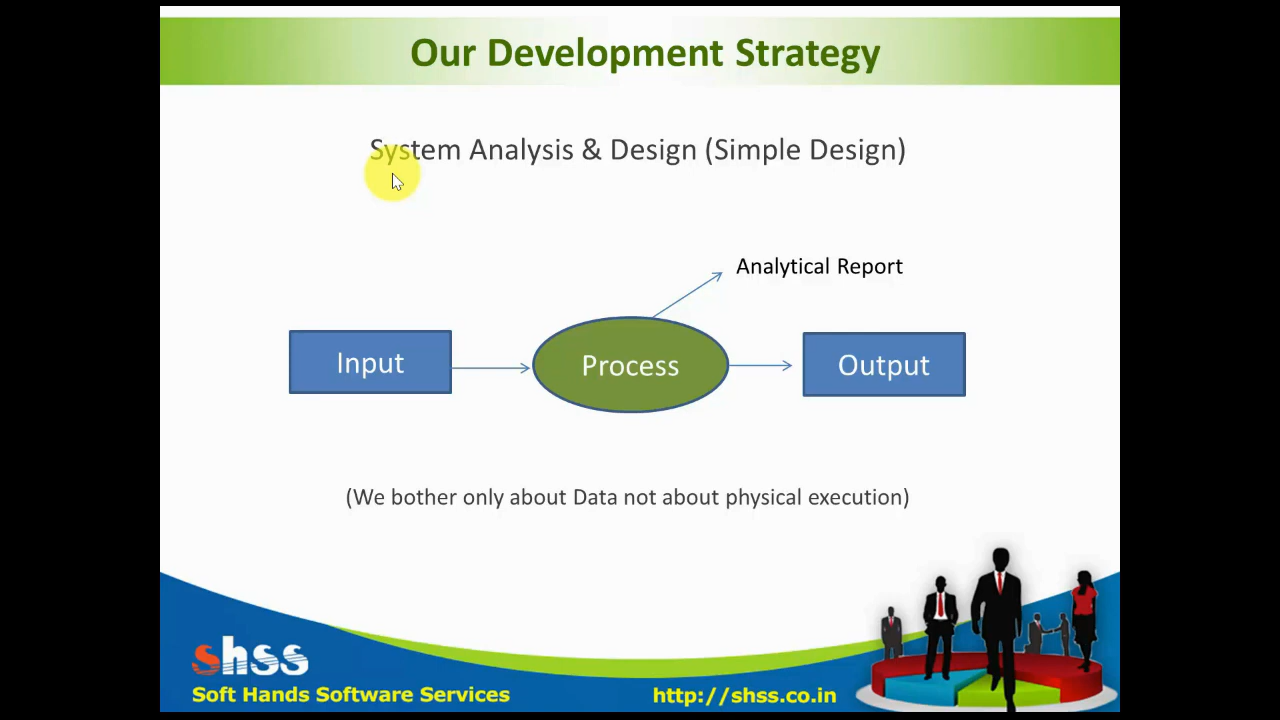 Our Development Strategy
System Analysis & Design (Simple Design)
Analytical Report
Input
Process
Output
(We bother only about Data not about physical execution)
shss
Soft Hands Software Services
http://shss.co.in